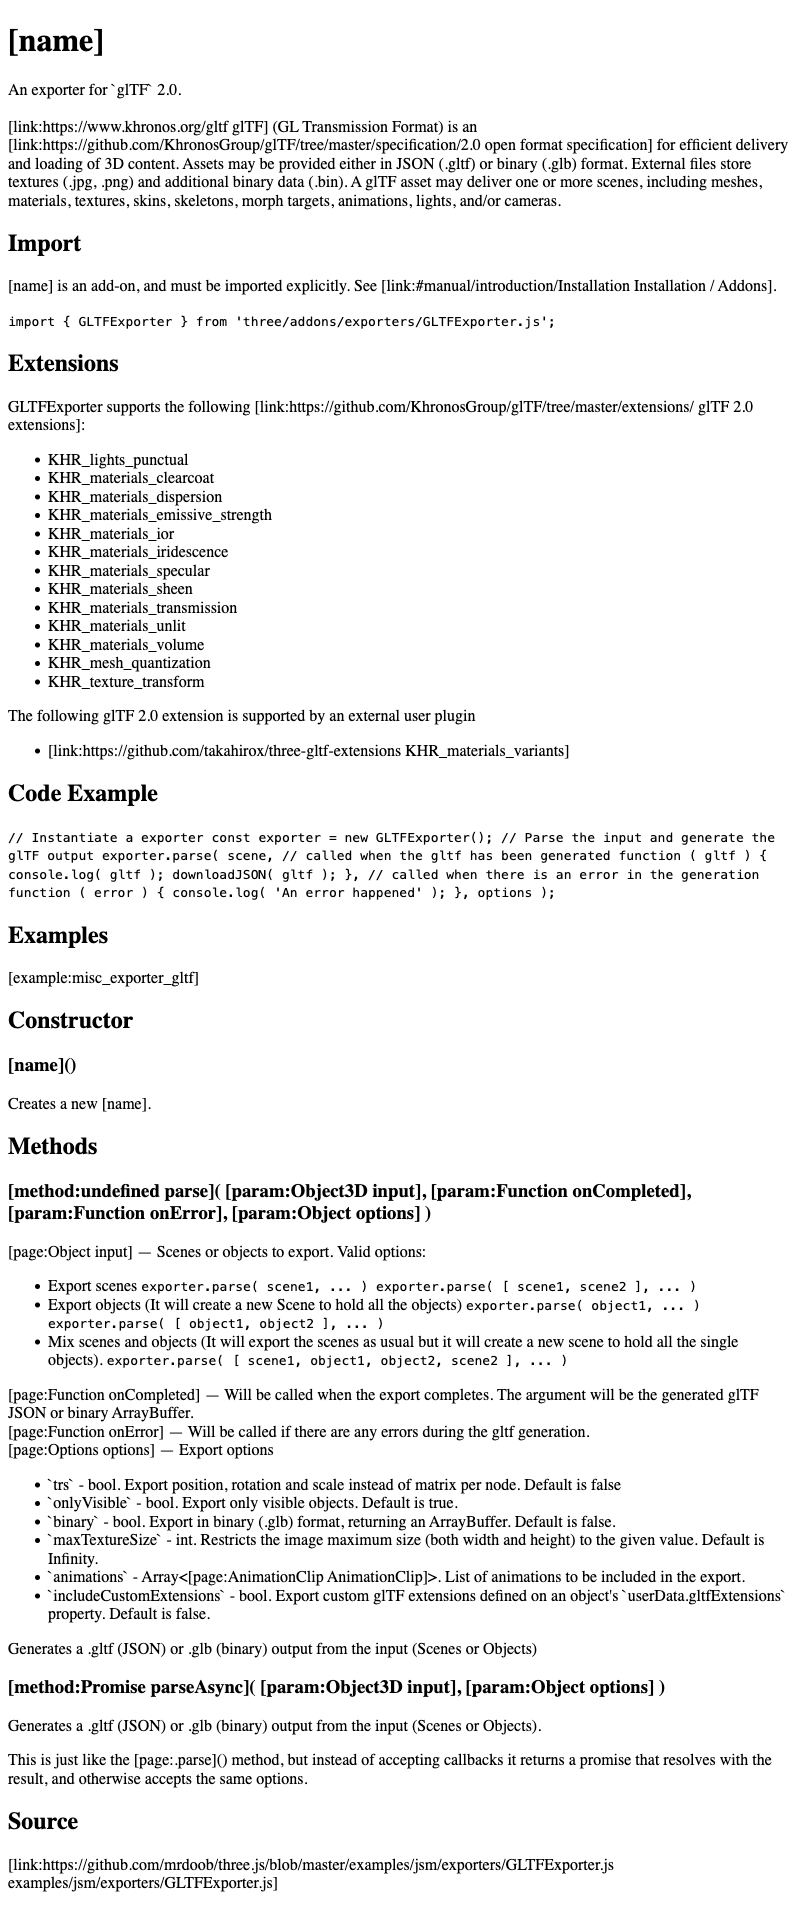 [name]
An exporter for `glTF` 2.0.
[link:https://www.khronos.org/gltf glTF] (GL Transmission Format) is an
[link:https://github.com/KhronosGroup/glTF/tree/master/specification/2.0 open format specification] for efficient delivery
and loading of 3D content. Assets may be provided either in JSON (.gltf) or binary (.glb) format. External files store
textures (.jpg, .png) and additional binary data (.bin). A glTF asset may deliver one or more scenes, including meshes,
materials, textures, skins, skeletons, morph targets, animations, lights, and/or cameras.
Import
[name] is an add-on, and must be imported explicitly. See [link:#manual/introduction/Installation Installation / Addons].
import { GLTFExporter } from 'three/addons/exporters/GLTFExporter.js';
Extensions
GLTFExporter supports the following [link:https://github.com/KhronosGroup/glTF/tree/master/extensions/ glTF 2.0
extensions]:
• KHR_lights_punctual
• KHR_materials_clearcoat
• KHR_materials_dispersion
• KHR_materials_emissive_strength
• KHR_materials_ior
• KHR_materials_iridescence
• KHR_materials_specular
• KHR_materials_sheen
• KHR_materials_transmission
• KHR_materials_unlit
• KHR_materials_volume
• KHR_mesh_quantization
• KHR_texture_transform
The following glTF 2.0 extension is supported by an external user plugin
• [link:https://github.com/takahirox/three-gltf-extensions KHR_materials_variants]
Code Example
// Instantiate a exporter const exporter = new GLTFExporter(); // Parse the input and generate the
glTF output exporter.parse( scene, // called when the gltf has been generated function ( gltf ) {
console.log( gltf ); downloadJSON( gltf ); }, // called when there is an error in the generation
function ( error ) { console.log( 'An error happened' ); }, options );
Examples
[example:misc_exporter_gltf]
Constructor
[name]()
Creates a new [name].
Methods
[method:undefined parse]( [param:Object3D input], [param:Function onCompleted],
[param:Function onError], [param:Object options] )
[page:Object input] — Scenes or objects to export. Valid options:
• Export scenes exporter.parse( scene1, ... ) exporter.parse( [ scene1, scene2 ], ... )
• Export objects (It will create a new Scene to hold all the objects) exporter.parse( object1, ... )
exporter.parse( [ object1, object2 ], ... )
• Mix scenes and objects (It will export the scenes as usual but it will create a new scene to hold all the single
objects). exporter.parse( [ scene1, object1, object2, scene2 ], ... )
[page:Function onCompleted] — Will be called when the export completes. The argument will be the generated glTF
JSON or binary ArrayBuffer.
[page:Function onError] — Will be called if there are any errors during the gltf generation.
[page:Options options] — Export options
• `trs` - bool. Export position, rotation and scale instead of matrix per node. Default is false
• `onlyVisible` - bool. Export only visible objects. Default is true.
• `binary` - bool. Export in binary (.glb) format, returning an ArrayBuffer. Default is false.
• `maxTextureSize` - int. Restricts the image maximum size (both width and height) to the given value. Default is
Infinity.
• `animations` - Array<[page:AnimationClip AnimationClip]>. List of animations to be included in the export.
• `includeCustomExtensions` - bool. Export custom glTF extensions defined on an object's `userData.gltfExtensions`
property. Default is false.
Generates a .gltf (JSON) or .glb (binary) output from the input (Scenes or Objects)
[method:Promise parseAsync]( [param:Object3D input], [param:Object options] )
Generates a .gltf (JSON) or .glb (binary) output from the input (Scenes or Objects).
This is just like the [page:.parse]() method, but instead of accepting callbacks it returns a promise that resolves with the
result, and otherwise accepts the same options.
Source
[link:https://github.com/mrdoob/three.js/blob/master/examples/jsm/exporters/GLTFExporter.js
examples/jsm/exporters/GLTFExporter.js]